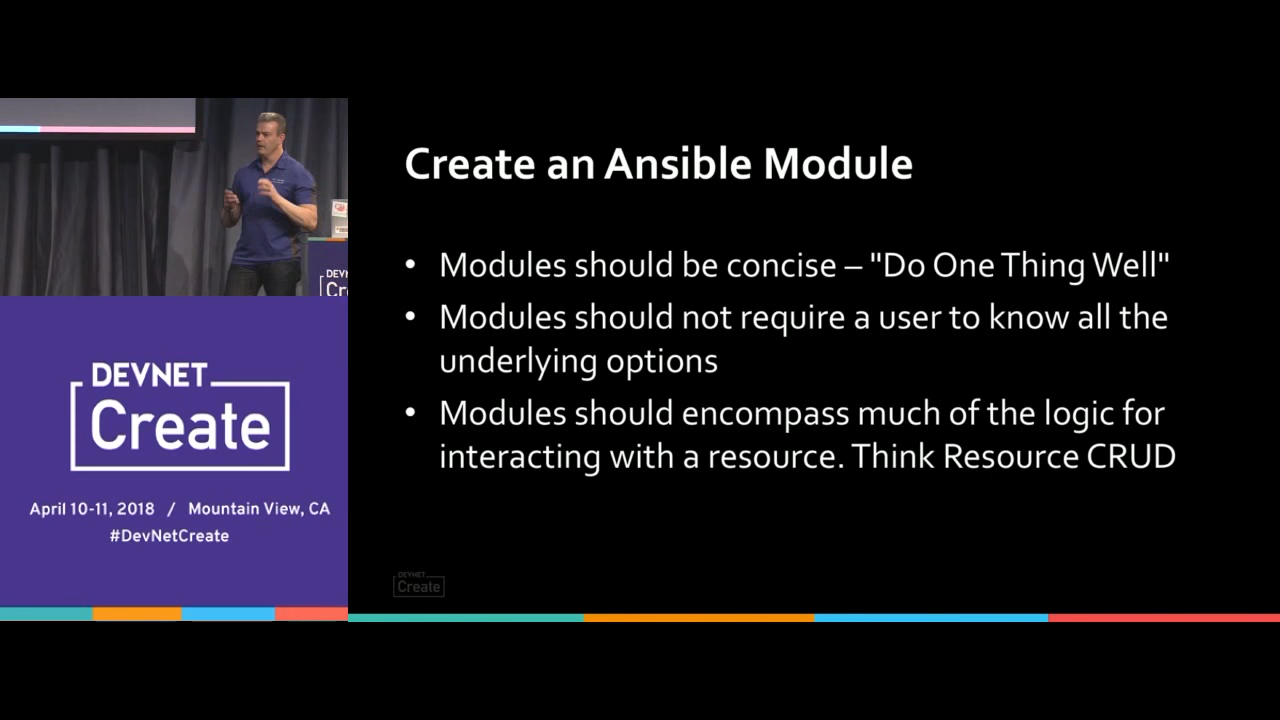 Create an Ansible Module
• Modules should be concise – "Do One Thing Well"
• Modules should not require a user to know all the
underlying options
• Modules should encompass much of the logic for
interacting with a resource. Think Resource CRUD
DEVNET
Create
April 10-11, 2018 / Mountain View, CA
#DevNetCreate
DEVNET
Create